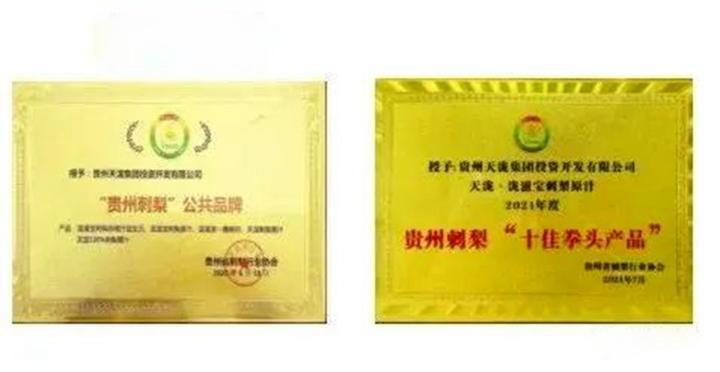 授予：贵州天泷集团投资开发有限公司
“贵州刺梨”公共品牌
贵州省刺梨行业协会
授予：贵州天泷集团投资开发有限公司
天泷·泷滋宝刺梨原汁
2021年度
贵州刺梨“十佳拳头产品”
贵州省刺梨行业协会
2021年7月